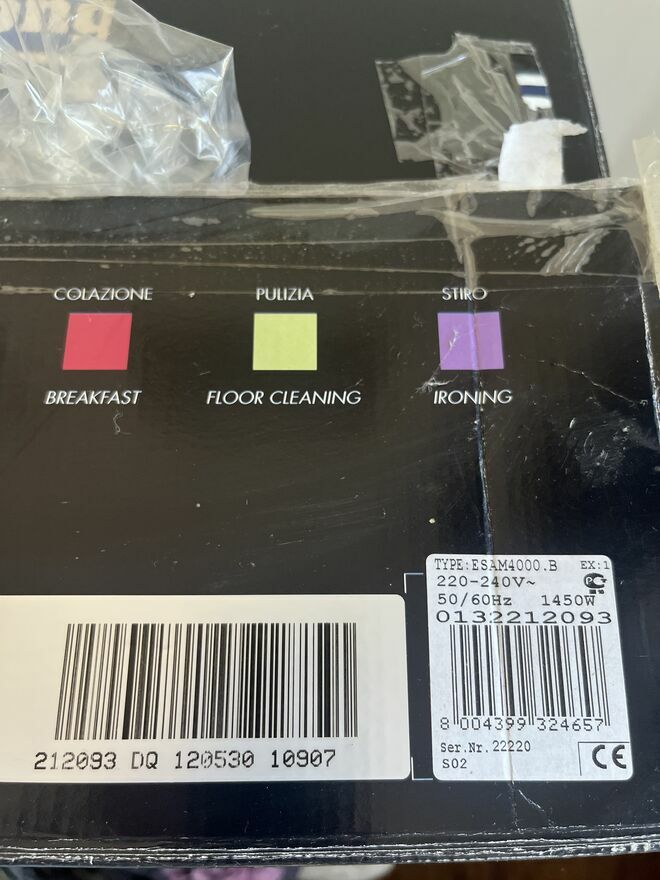 COLAZIONE PULIZIA STIRO
BREAKFAST FLOOR CLEANING IRONING
TYPE:ESAM4000.B EX:1
220-240V~
50/60Hz 1450W
0132212093
8 004399 324657
Ser.Nr. 22220
S02
CE
212093 DQ 120530 10907